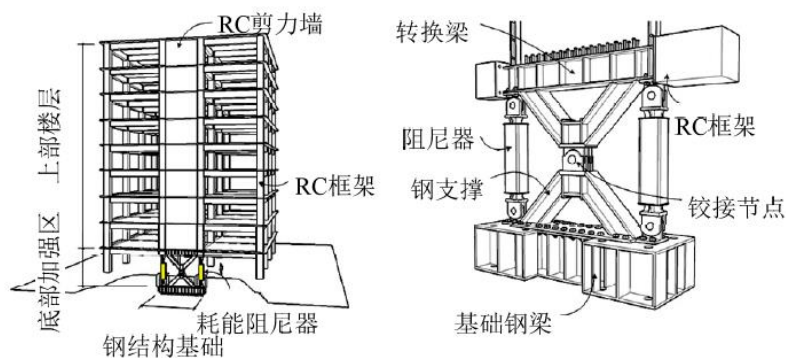 RC剪力墙
上部楼层
RC框架
底部加强区
耗能阻尼器
钢结构基础
转换梁
RC框架
阻尼器
钢支撑
铰接节点
基础钢梁